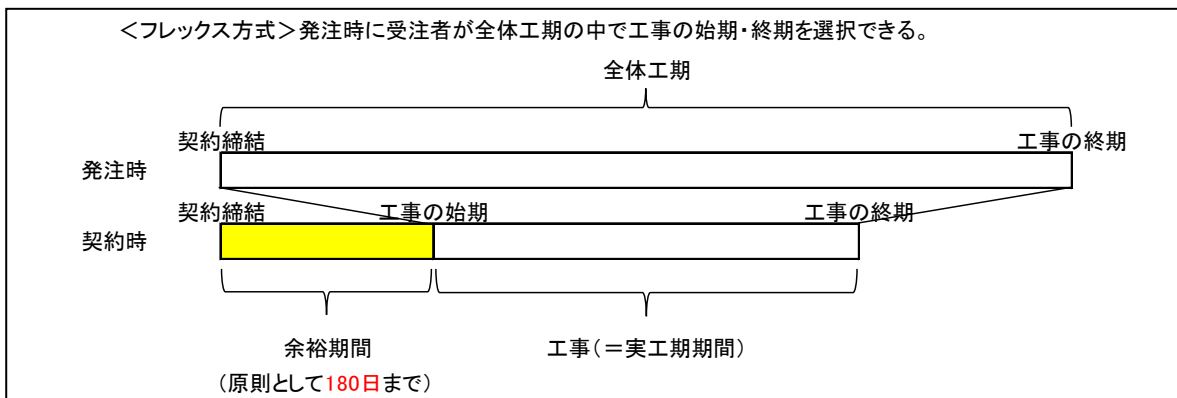 <フレックス方式>発注時に受注者が全体工期の中で工事の始期・終期を選択できる。
全体工期
契約締結
工事の終期
発注時
契約締結
工事の始期
工事の終期
契約時
余裕期間
工事(=実工期期間)
(原則として180日まで)